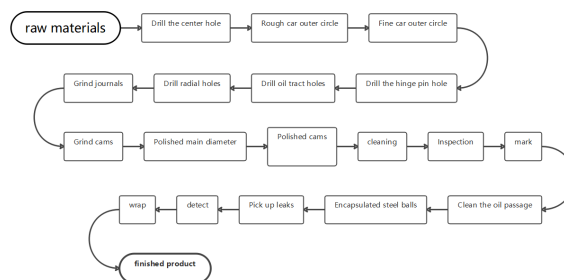 raw materials
Drill the center hole
Rough car outer circle
Fine car outer circle
Grind journals
Drill radial holes
Drill oil tract holes
Drill the hinge pin hole
Grind cams
Polished main diameter
Polished cams
cleaning
Inspection
mark
wrap
detect
Pick up leaks
Encapsulated steel balls
Clean the oil passage
finished product